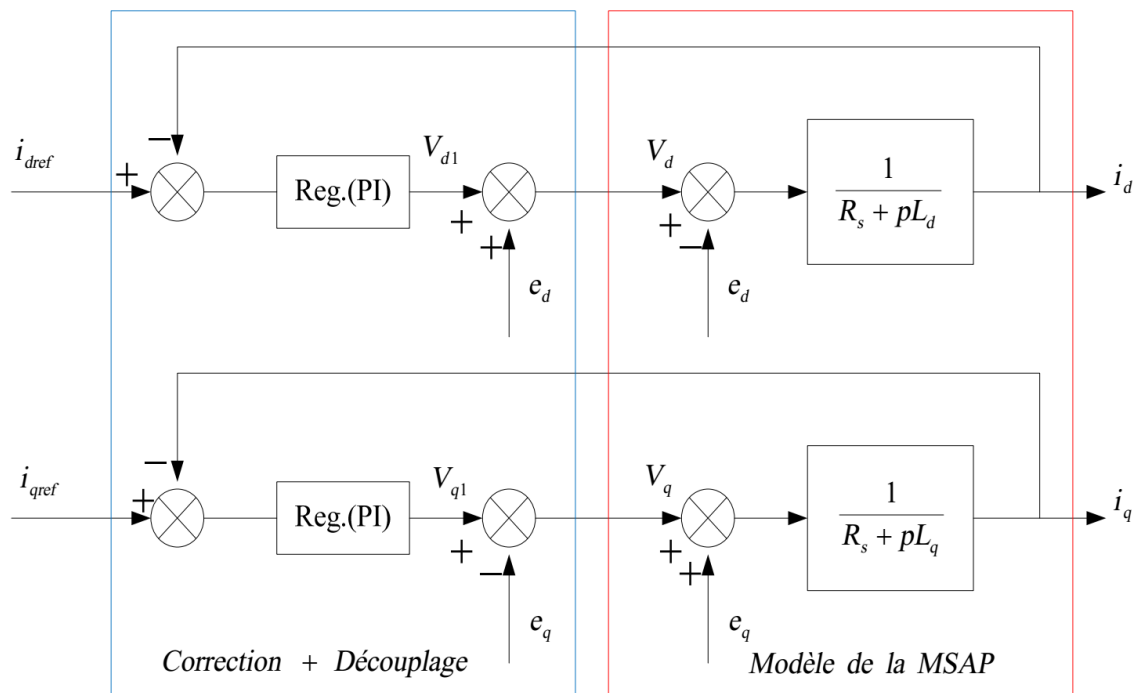 −
i_dref
+
Reg.(PI)
V_d1
+
+
e_d
V_d
+
−
e_d
1
R_s + pL_d
i_d
−
i_qref
+
Reg.(PI)
V_q1
+
−
e_q
V_q
+
+
e_q
1
R_s + pL_q
i_q
Correction + Découplage
Modèle de la MSAP